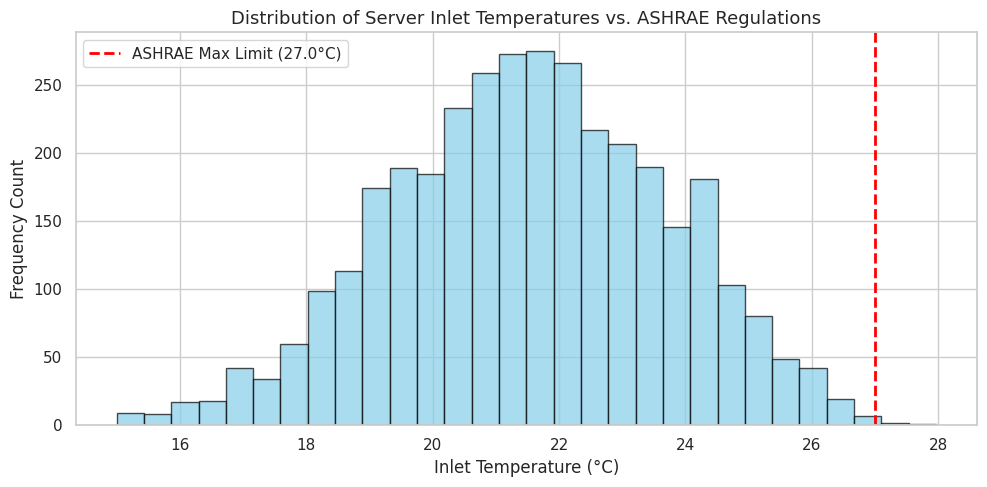 Distribution of Server Inlet Temperatures vs. ASHRAE Regulations
ASHRAE Max Limit (27.0°C)
Frequency Count
250
200
150
100
50
0
16 18 20 22 24 26 28
Inlet Temperature (°C)